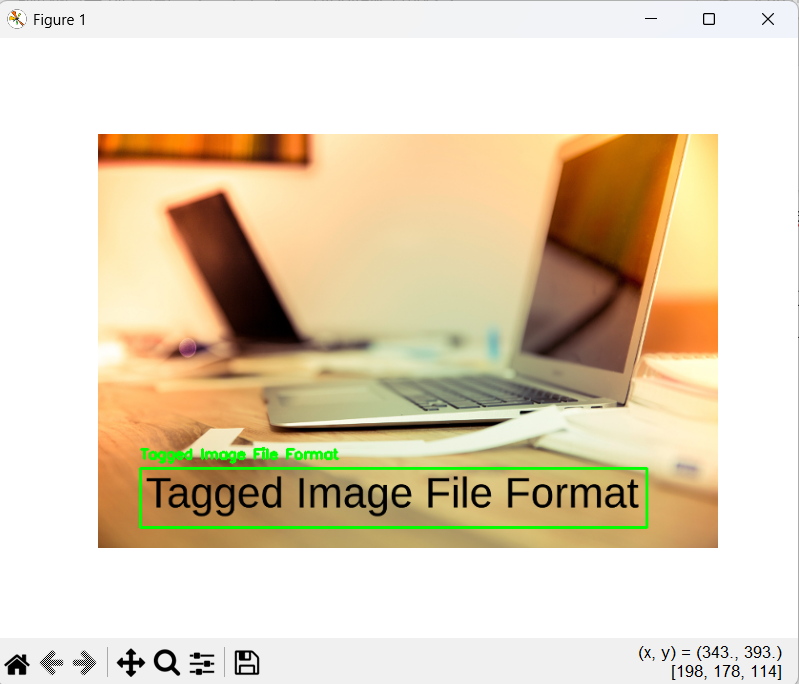 Figure 1
Tagged Image File Format
Tagged Image File Format
(x, y) = (343., 393.)
[198, 178, 114]